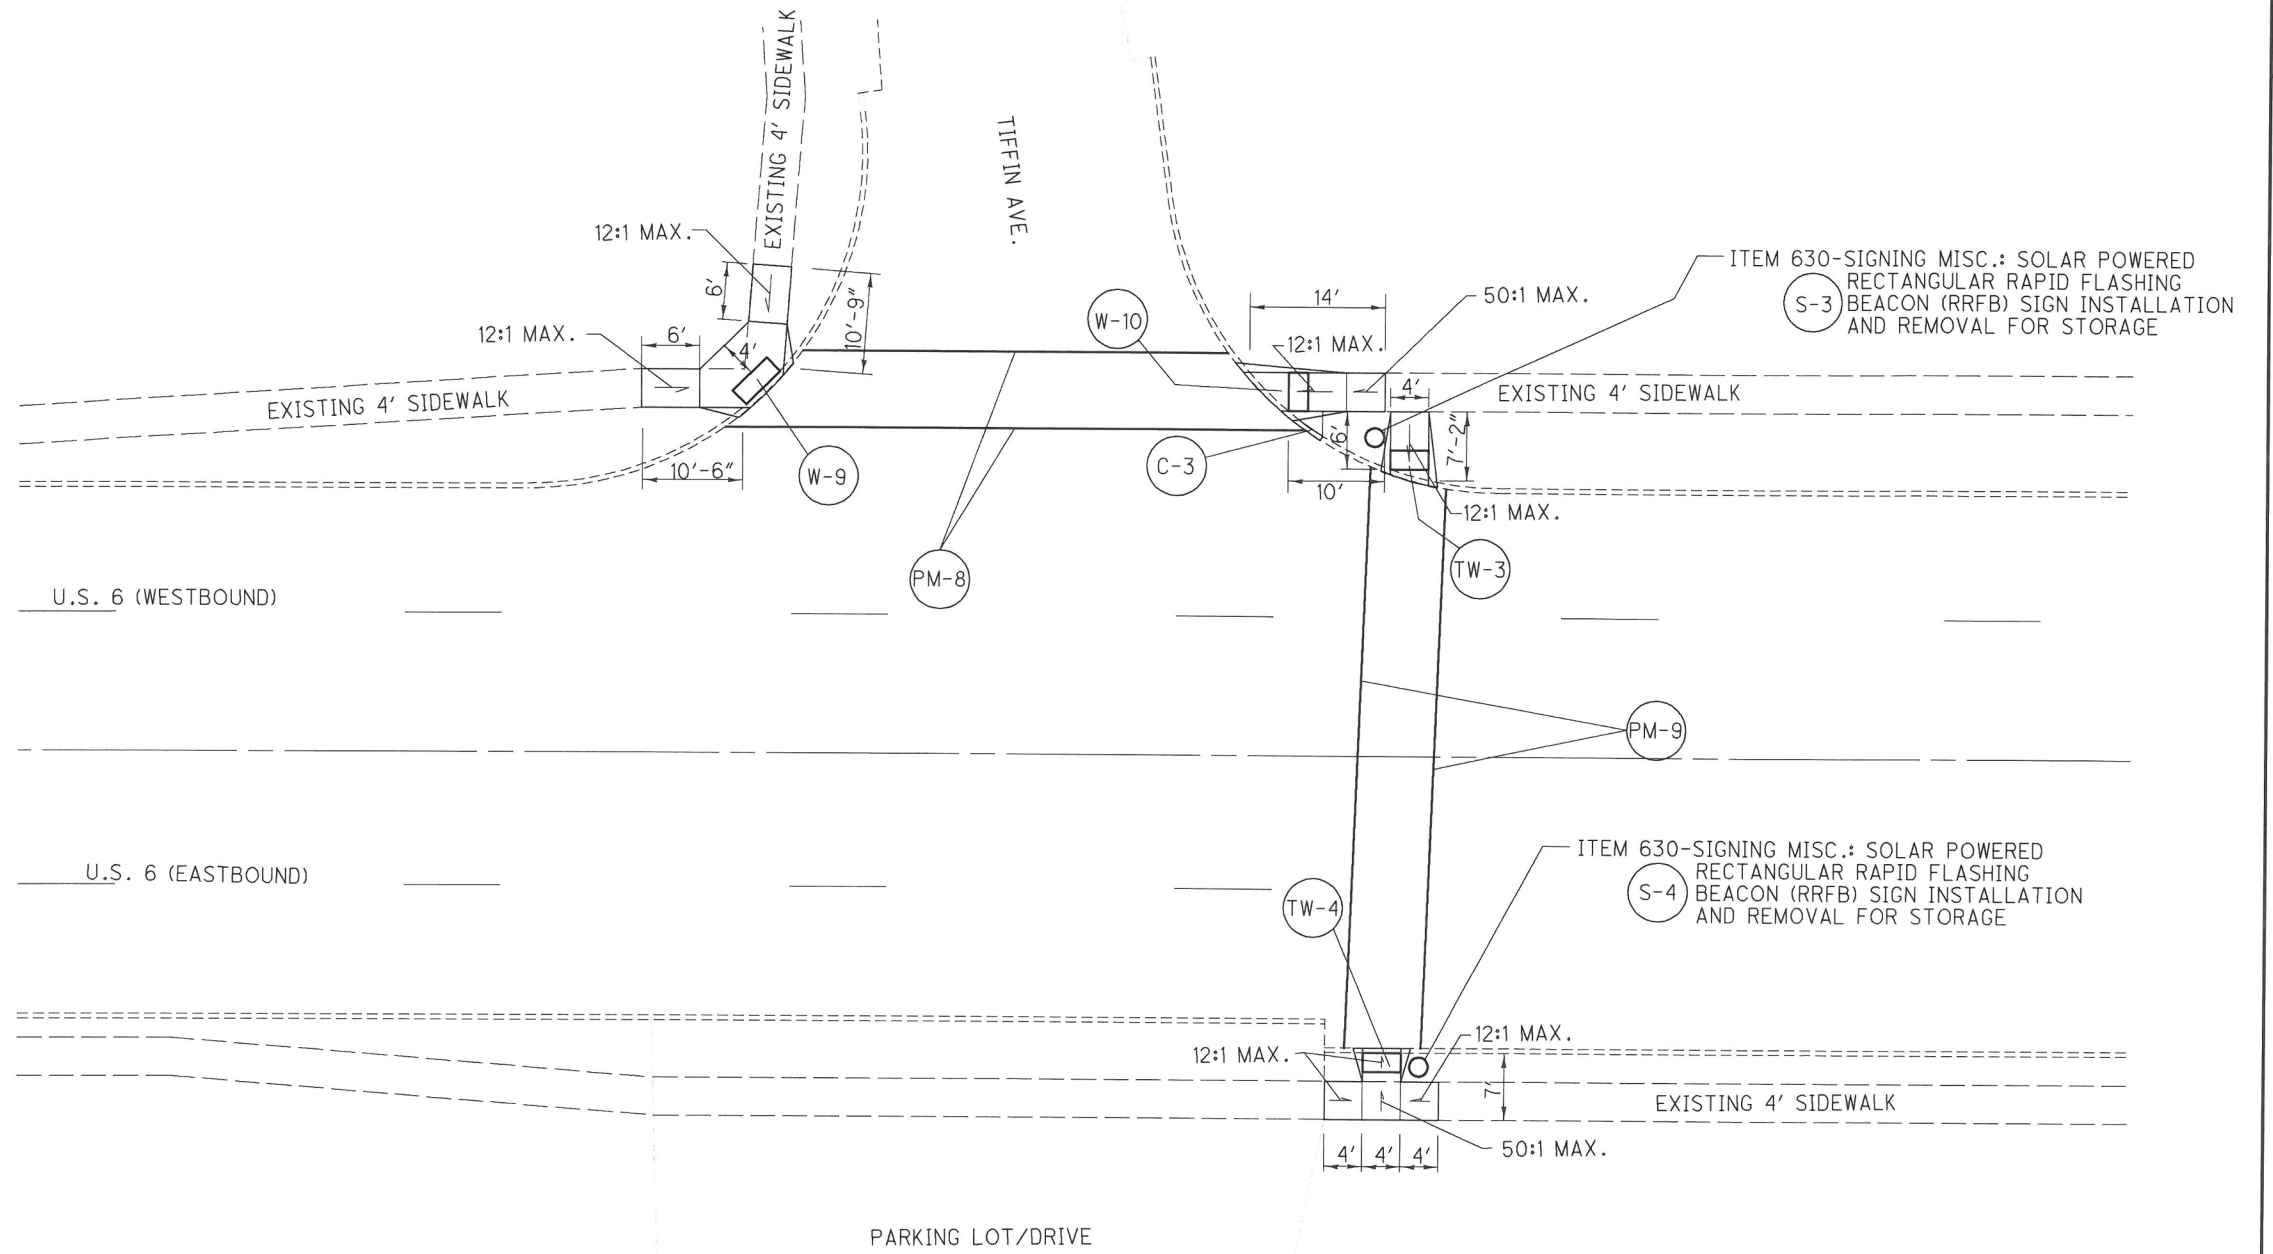 EXISTING 4' SIDEWALK
TIFFIN AVE.
12:1 MAX.
6'
10'-9"
12:1 MAX.
6'
4'
EXISTING 4' SIDEWALK
10'-6"
W-9
W-10
14'
12:1 MAX.
50:1 MAX.
4'
ITEM 630-SIGNING MISC.: SOLAR POWERED
RECTANGULAR RAPID FLASHING
S-3 BEACON (RRFB) SIGN INSTALLATION
AND REMOVAL FOR STORAGE
EXISTING 4' SIDEWALK
C-3
6'
7'-2"
10'
12:1 MAX.
TW-3
PM-8
U.S. 6 (WESTBOUND)
PM-9
U.S. 6 (EASTBOUND)
ITEM 630-SIGNING MISC.: SOLAR POWERED
RECTANGULAR RAPID FLASHING
S-4 BEACON (RRFB) SIGN INSTALLATION
AND REMOVAL FOR STORAGE
TW-4
12:1 MAX.
12:1 MAX.
7'
EXISTING 4' SIDEWALK
4' 4' 4'
50:1 MAX.
PARKING LOT/DRIVE